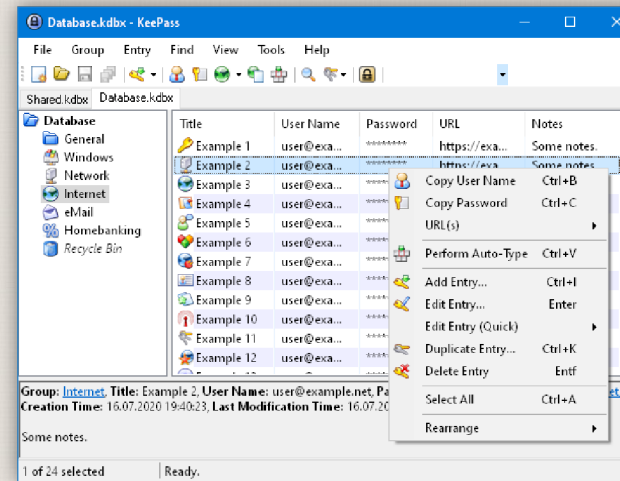 Database.kdbx - KeePass
File Group Entry Find View Tools Help
Shared.kdbx Database.kdbx
Database
General
Windows
Network
Internet
eMail
Homebanking
Recycle Bin
Title User Name Password URL Notes
Example 1 user@exa... ******** https://exa... Some notes.
Example 2 user@exa... ******** https://exa... Some notes.
Example 3 user@exa...
Example 4 user@exa...
Example 5 user@exa...
Example 6 user@exa...
Example 7 user@exa...
Example 8 user@exa...
Example 9 user@exa...
Example 10 user@exa...
Example 11 user@exa...
Example 12 user@exa...
Copy User Name Ctrl+B
Copy Password Ctrl+C
URL(s)
Perform Auto-Type Ctrl+V
Add Entry... Ctrl+I
Edit Entry... Enter
Edit Entry (Quick)
Duplicate Entry... Ctrl+K
Delete Entry Entf
Select All Ctrl+A
Rearrange
Group: Internet, Title: Example 2, User Name: user@example.net,
Creation Time: 16.07.2020 19:40:23, Last Modification Time: 16.07.20
Some notes.
1 of 24 selected Ready.